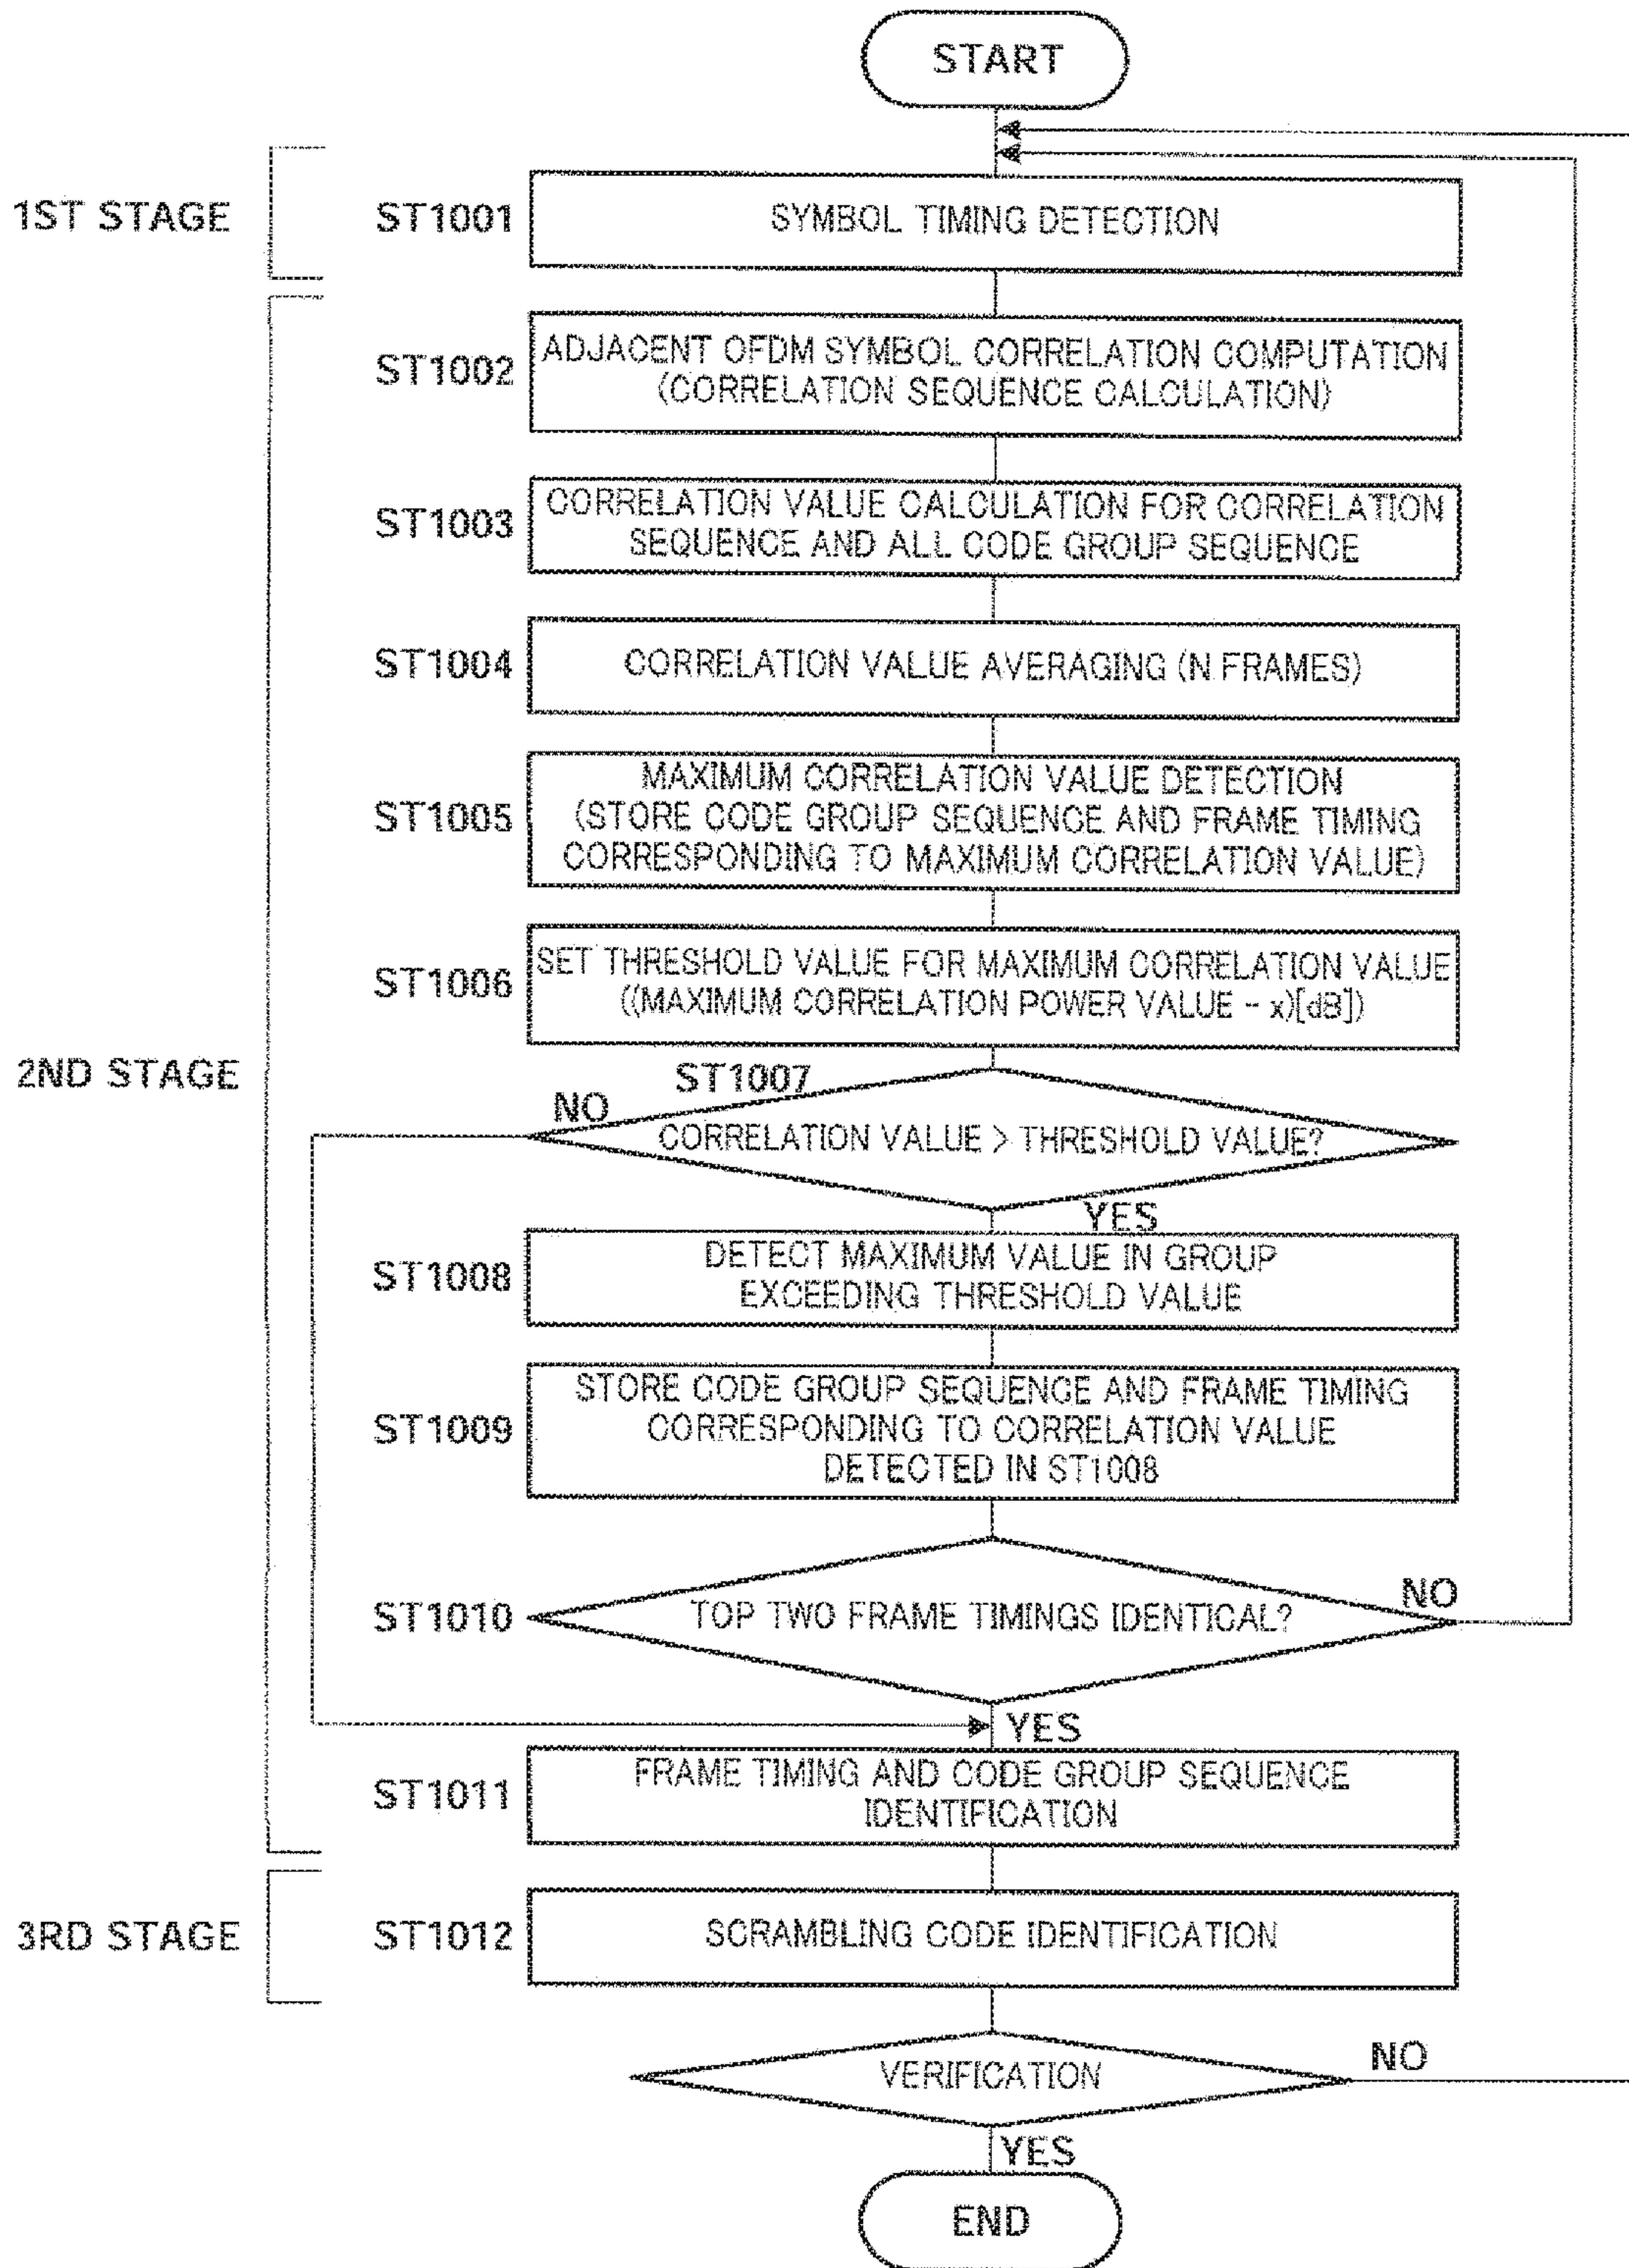 START
1ST STAGE
ST1001
SYMBOL TIMING DETECTION
ST1002
ADJACENT OFDM SYMBOL CORRELATION COMPUTATION
(CORRELATION SEQUENCE CALCULATION)
ST1003
CORRELATION VALUE CALCULATION FOR CORRELATION
SEQUENCE AND ALL CODE GROUP SEQUENCE
ST1004
CORRELATION VALUE AVERAGING (N FRAMES)
ST1005
MAXIMUM CORRELATION VALUE DETECTION
(STORE CODE GROUP SEQUENCE AND FRAME TIMING
CORRESPONDING TO MAXIMUM CORRELATION VALUE)
ST1006
SET THRESHOLD VALUE FOR MAXIMUM CORRELATION VALUE
((MAXIMUM CORRELATION POWER VALUE - x)[dB])
2ND STAGE
ST1007
NO
CORRELATION VALUE > THRESHOLD VALUE?
YES
ST1008
DETECT MAXIMUM VALUE IN GROUP
EXCEEDING THRESHOLD VALUE
ST1009
STORE CODE GROUP SEQUENCE AND FRAME TIMING
CORRESPONDING TO CORRELATION VALUE
DETECTED IN ST1008
ST1010
TOP TWO FRAME TIMINGS IDENTICAL?
NO
YES
ST1011
FRAME TIMING AND CODE GROUP SEQUENCE
IDENTIFICATION
3RD STAGE
ST1012
SCRAMBLING CODE IDENTIFICATION
VERIFICATION
NO
YES
END